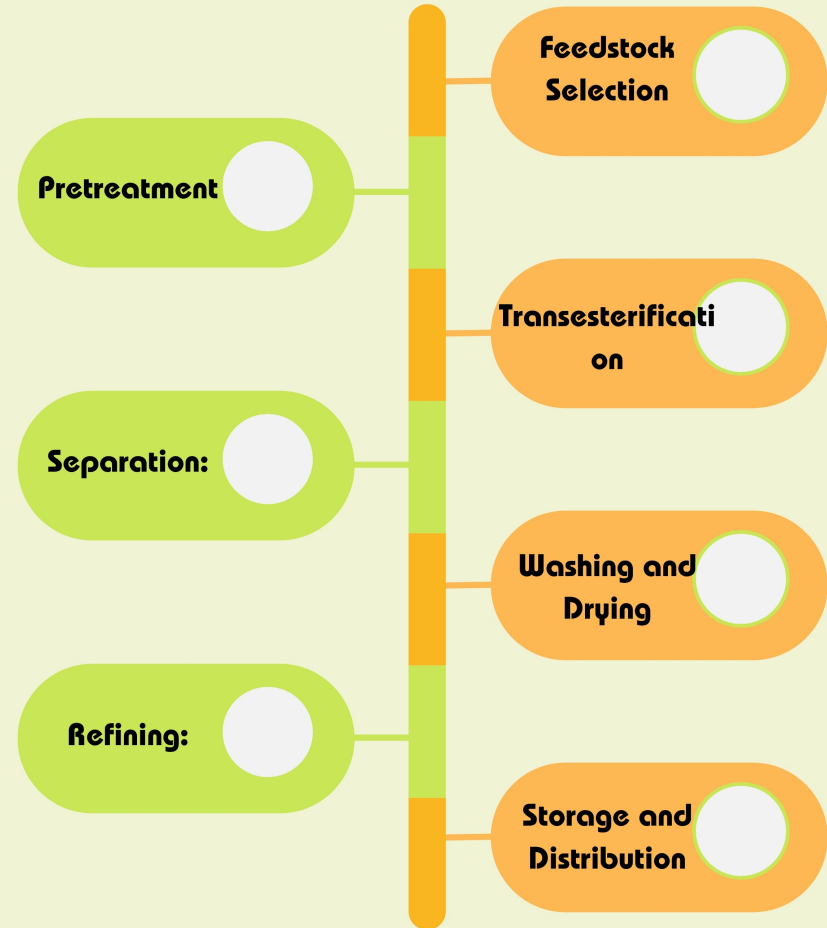 Feedstock
Selection
Pretreatment
Transesterificati
on
Separation:
Washing and
Drying
Refining:
Storage and
Distribution